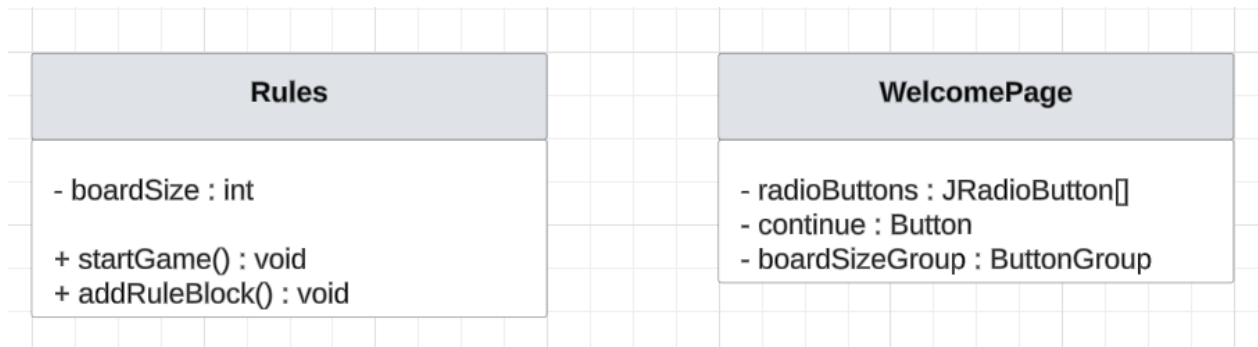 Rules
- boardSize : int
+ startGame() : void
+ addRuleBlock() : void
WelcomePage
- radioButtons : JRadioButton[]
- continue : Button
- boardSizeGroup : ButtonGroup